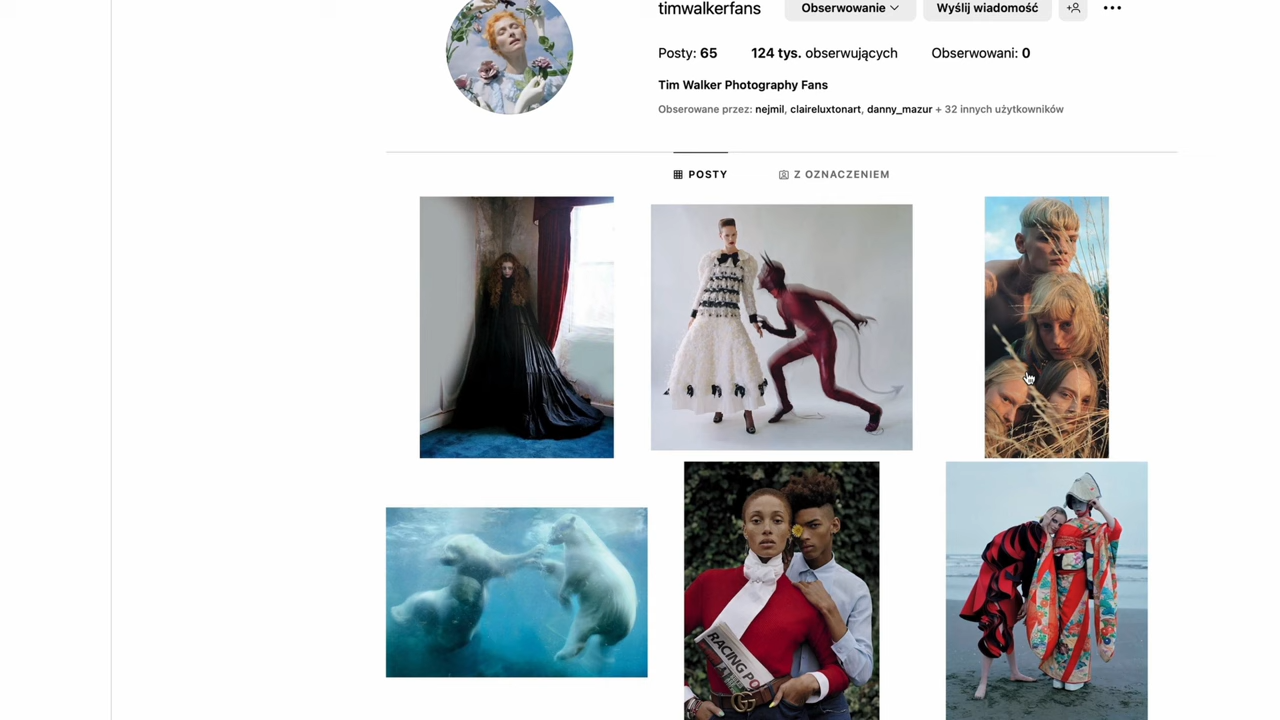 timwalkerfans Obserwowanie Wyślij wiadomość
Posty: 65 124 tys. obserwujących Obserwowani: 0
Tim Walker Photography Fans
Obserowane przez: nejmil, claireluxtonart, danny_mazur + 32 innych użytkowników
POSTY Z OZNACZENIEM
RACING PO